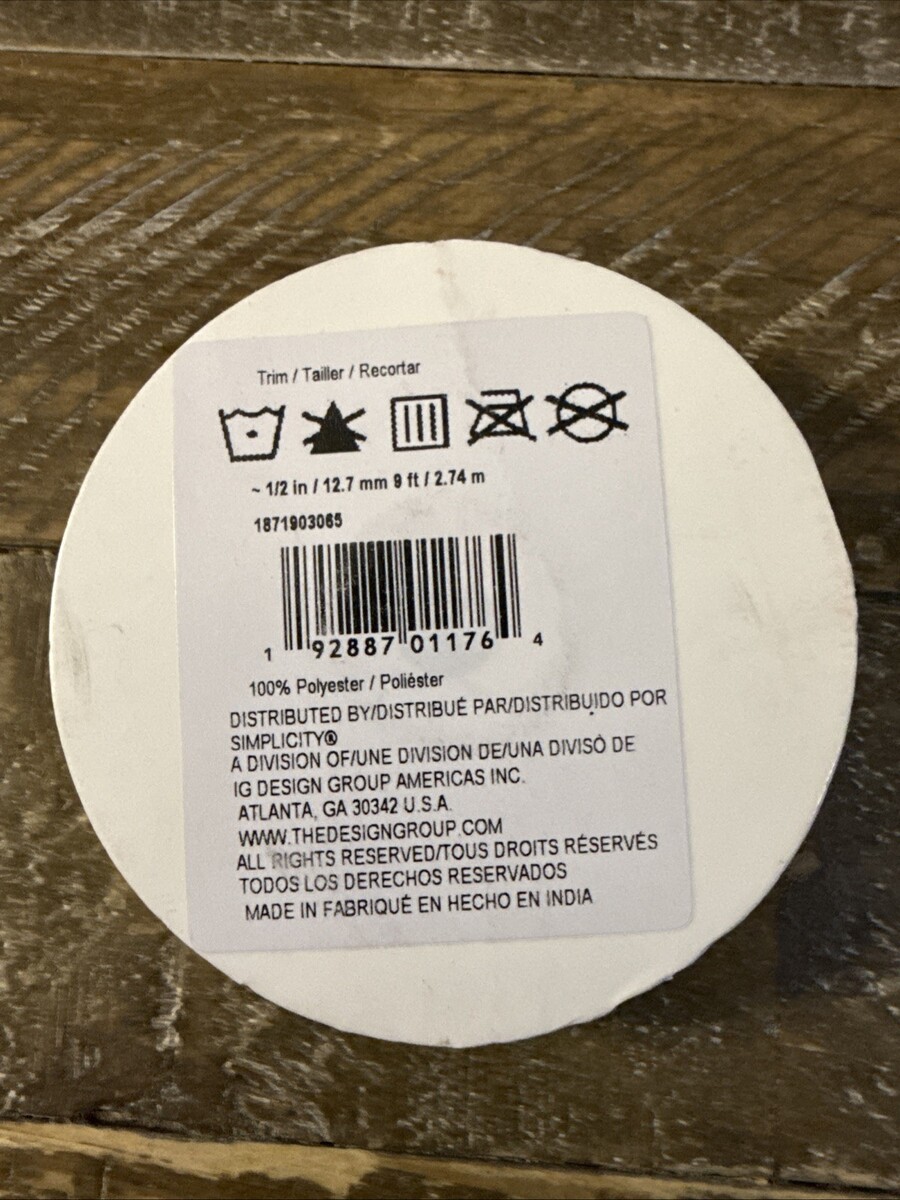 Trim / Tailler / Recortar
~ 1/2 in / 12.7 mm 9 ft / 2.74 m
1871903065
1 92887 01176 4
100% Polyester / Poliéster
DISTRIBUTED BY/DISTRIBUÉ PAR/DISTRIBUIDO POR
SIMPLICITY®
A DIVISION OF/UNE DIVISION DE/UNA DIVISÒ DE
IG DESIGN GROUP AMERICAS INC.
ATLANTA, GA 30342 U.S.A.
WWW.THEDESIGNGROUP.COM
ALL RIGHTS RESERVED/TOUS DROITS RÉSERVÉS
TODOS LOS DERECHOS RESERVADOS
MADE IN FABRIQUÉ EN HECHO EN INDIA